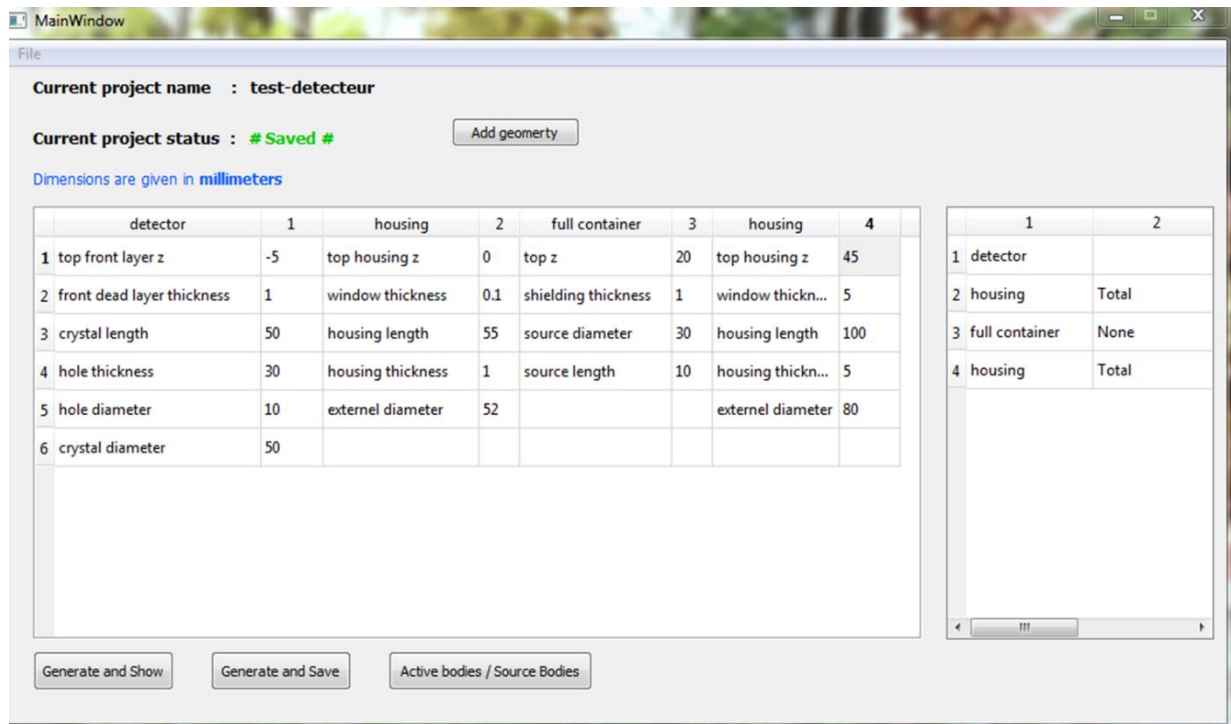 MainWindow
File
Current project name : test-detecteur
Current project status : # Saved #
Add geomerty
Dimensions are given in millimeters
detector 1 housing 2 full container 3 housing 4
1 top front layer z -5 top housing z 0 top z 20 top housing z 45
2 front dead layer thickness 1 window thickness 0.1 shielding thickness 1 window thickn... 5
3 crystal length 50 housing length 55 source diameter 30 housing length 100
4 hole thickness 30 housing thickness 1 source length 10 housing thickn... 5
5 hole diameter 10 externel diameter 52 externel diameter 80
6 crystal diameter 50
1 2
1 detector
2 housing Total
3 full container None
4 housing Total
Generate and Show Generate and Save Active bodies / Source Bodies